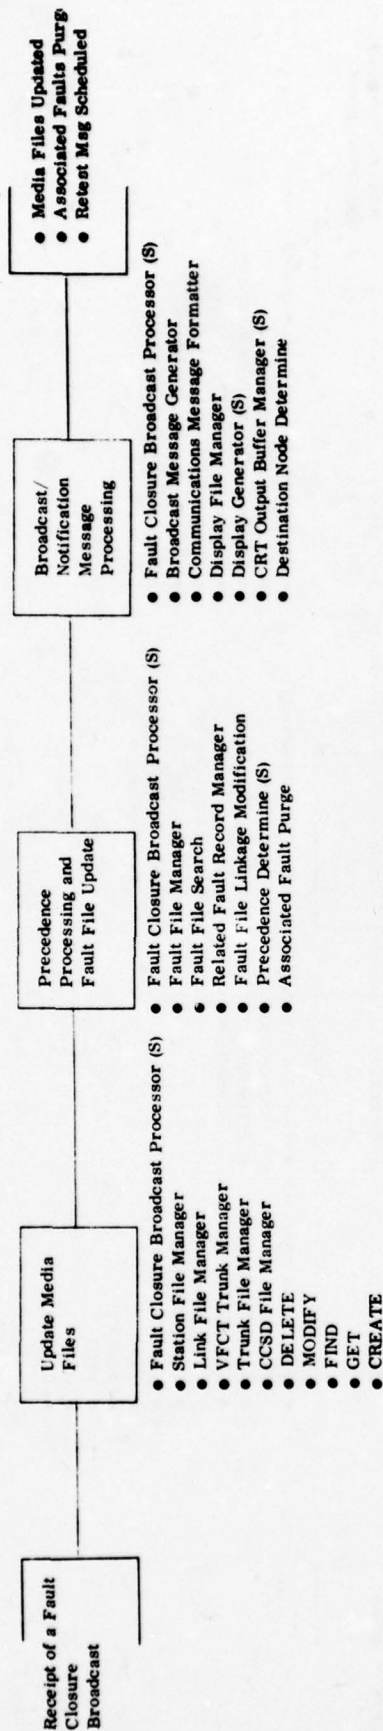 Receipt of a Fault
Closure
Broadcast
Update Media
Files
● Fault Closure Broadcast Processor (S)
● Station File Manager
● Link File Manager
● VFCT Trunk Manager
● Trunk File Manager
● CCSD File Manager
● DELETE
● MODIFY
● FIND
● GET
● CREATE
Precedence
Processing and
Fault File Update
● Fault Closure Broadcast Processor (S)
● Fault File Manager
● Fault File Search
● Related Fault Record Manager
● Fault File Linkage Modification
● Precedence Determine (S)
● Associated Fault Purge
Broadcast/
Notification
Message
Processing
● Fault Closure Broadcast Processor (S)
● Broadcast Message Generator
● Communications Message Formatter
● Display File Manager
● Display Generator (S)
● CRT Output Buffer Manager (S)
● Destination Node Determine
● Media Files Updated
● Associated Faults Purg
● Retest Msg Scheduled